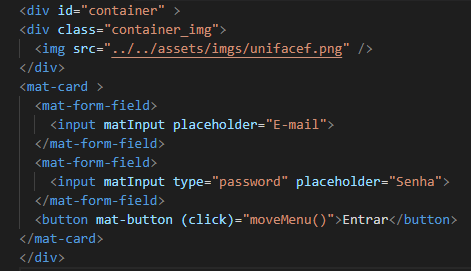 <div id="container" >
<div class="container_img">
<img src="../../assets/imgs/unifacef.png" />
</div>
<mat-card >
<mat-form-field>
<input matInput placeholder="E-mail">
</mat-form-field>
<mat-form-field>
<input matInput type="password" placeholder="Senha">
</mat-form-field>
<button mat-button (click)="moveMenu()">Entrar</button>
</mat-card>
</div>